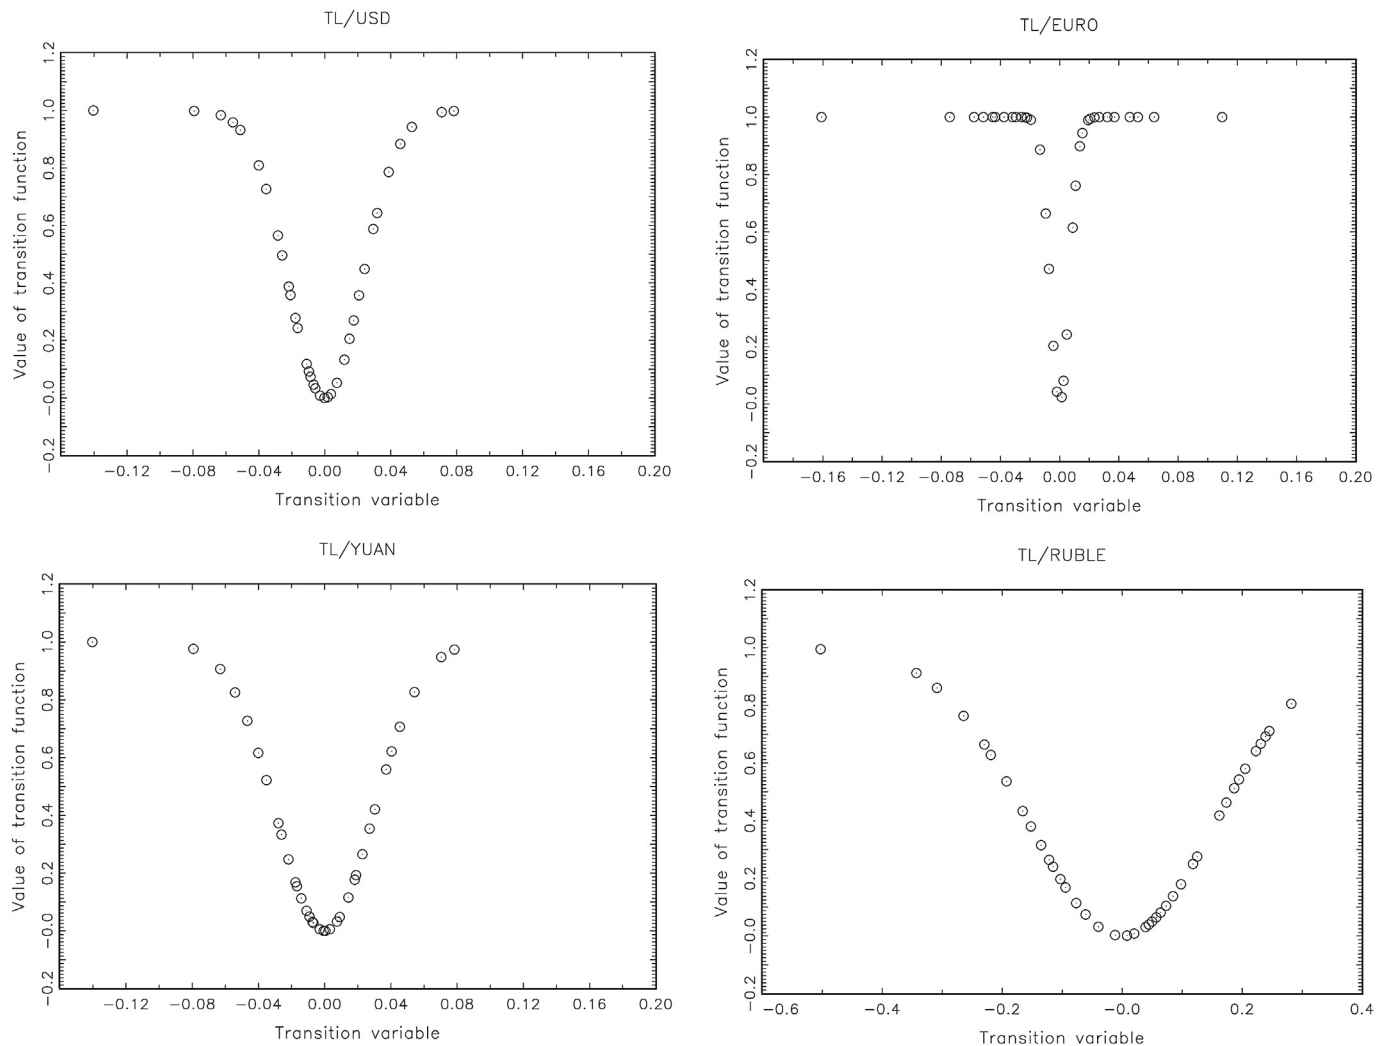 TL/USD
Value of transition function
1.2
1.0
0.8
0.6
0.4
0.2
−0.0
−0.2
−0.12 −0.08 −0.04 0.00 0.04 0.08 0.12 0.16 0.20
Transition variable
TL/EURO
Value of transition function
1.2
1.0
0.8
0.6
0.4
0.2
−0.0
−0.2
−0.16 −0.12 −0.08 −0.04 0.00 0.04 0.08 0.12 0.16 0.20
Transition variable
TL/YUAN
Value of transition function
1.2
1.0
0.8
0.6
0.4
0.2
−0.0
−0.2
−0.12 −0.08 −0.04 0.00 0.04 0.08 0.12 0.16 0.20
Transition variable
TL/RUBLE
Value of transition function
1.2
1.0
0.8
0.6
0.4
0.2
−0.0
−0.2
−0.6 −0.4 −0.2 −0.0 0.2 0.4
Transition variable